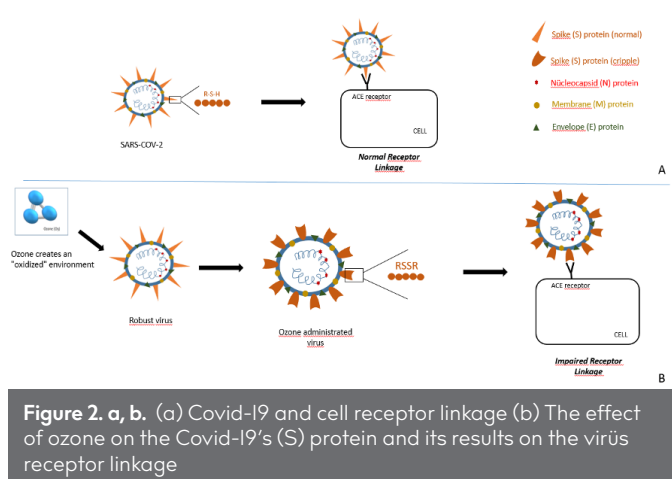 Spike (S) protein (normal)
Spike (S) protein (cripple)
Nücleocapsid (N) protein
Membrane (M) protein
Envelope (E) protein
R-S-H
SARS-COV-2
ACE receptor
CELL
Normal Receptor
Linkage
A
Ozone creates an
"oxidized" environment
Robust virus
RSSR
Ozone administrated
virus
ACE receptor
CELL
Impaired Receptor
Linkage
B
Figure 2. a, b. (a) Covid-19 and cell receptor linkage (b) The effect
of ozone on the Covid-19's (S) protein and its results on the virüs
receptor linkage